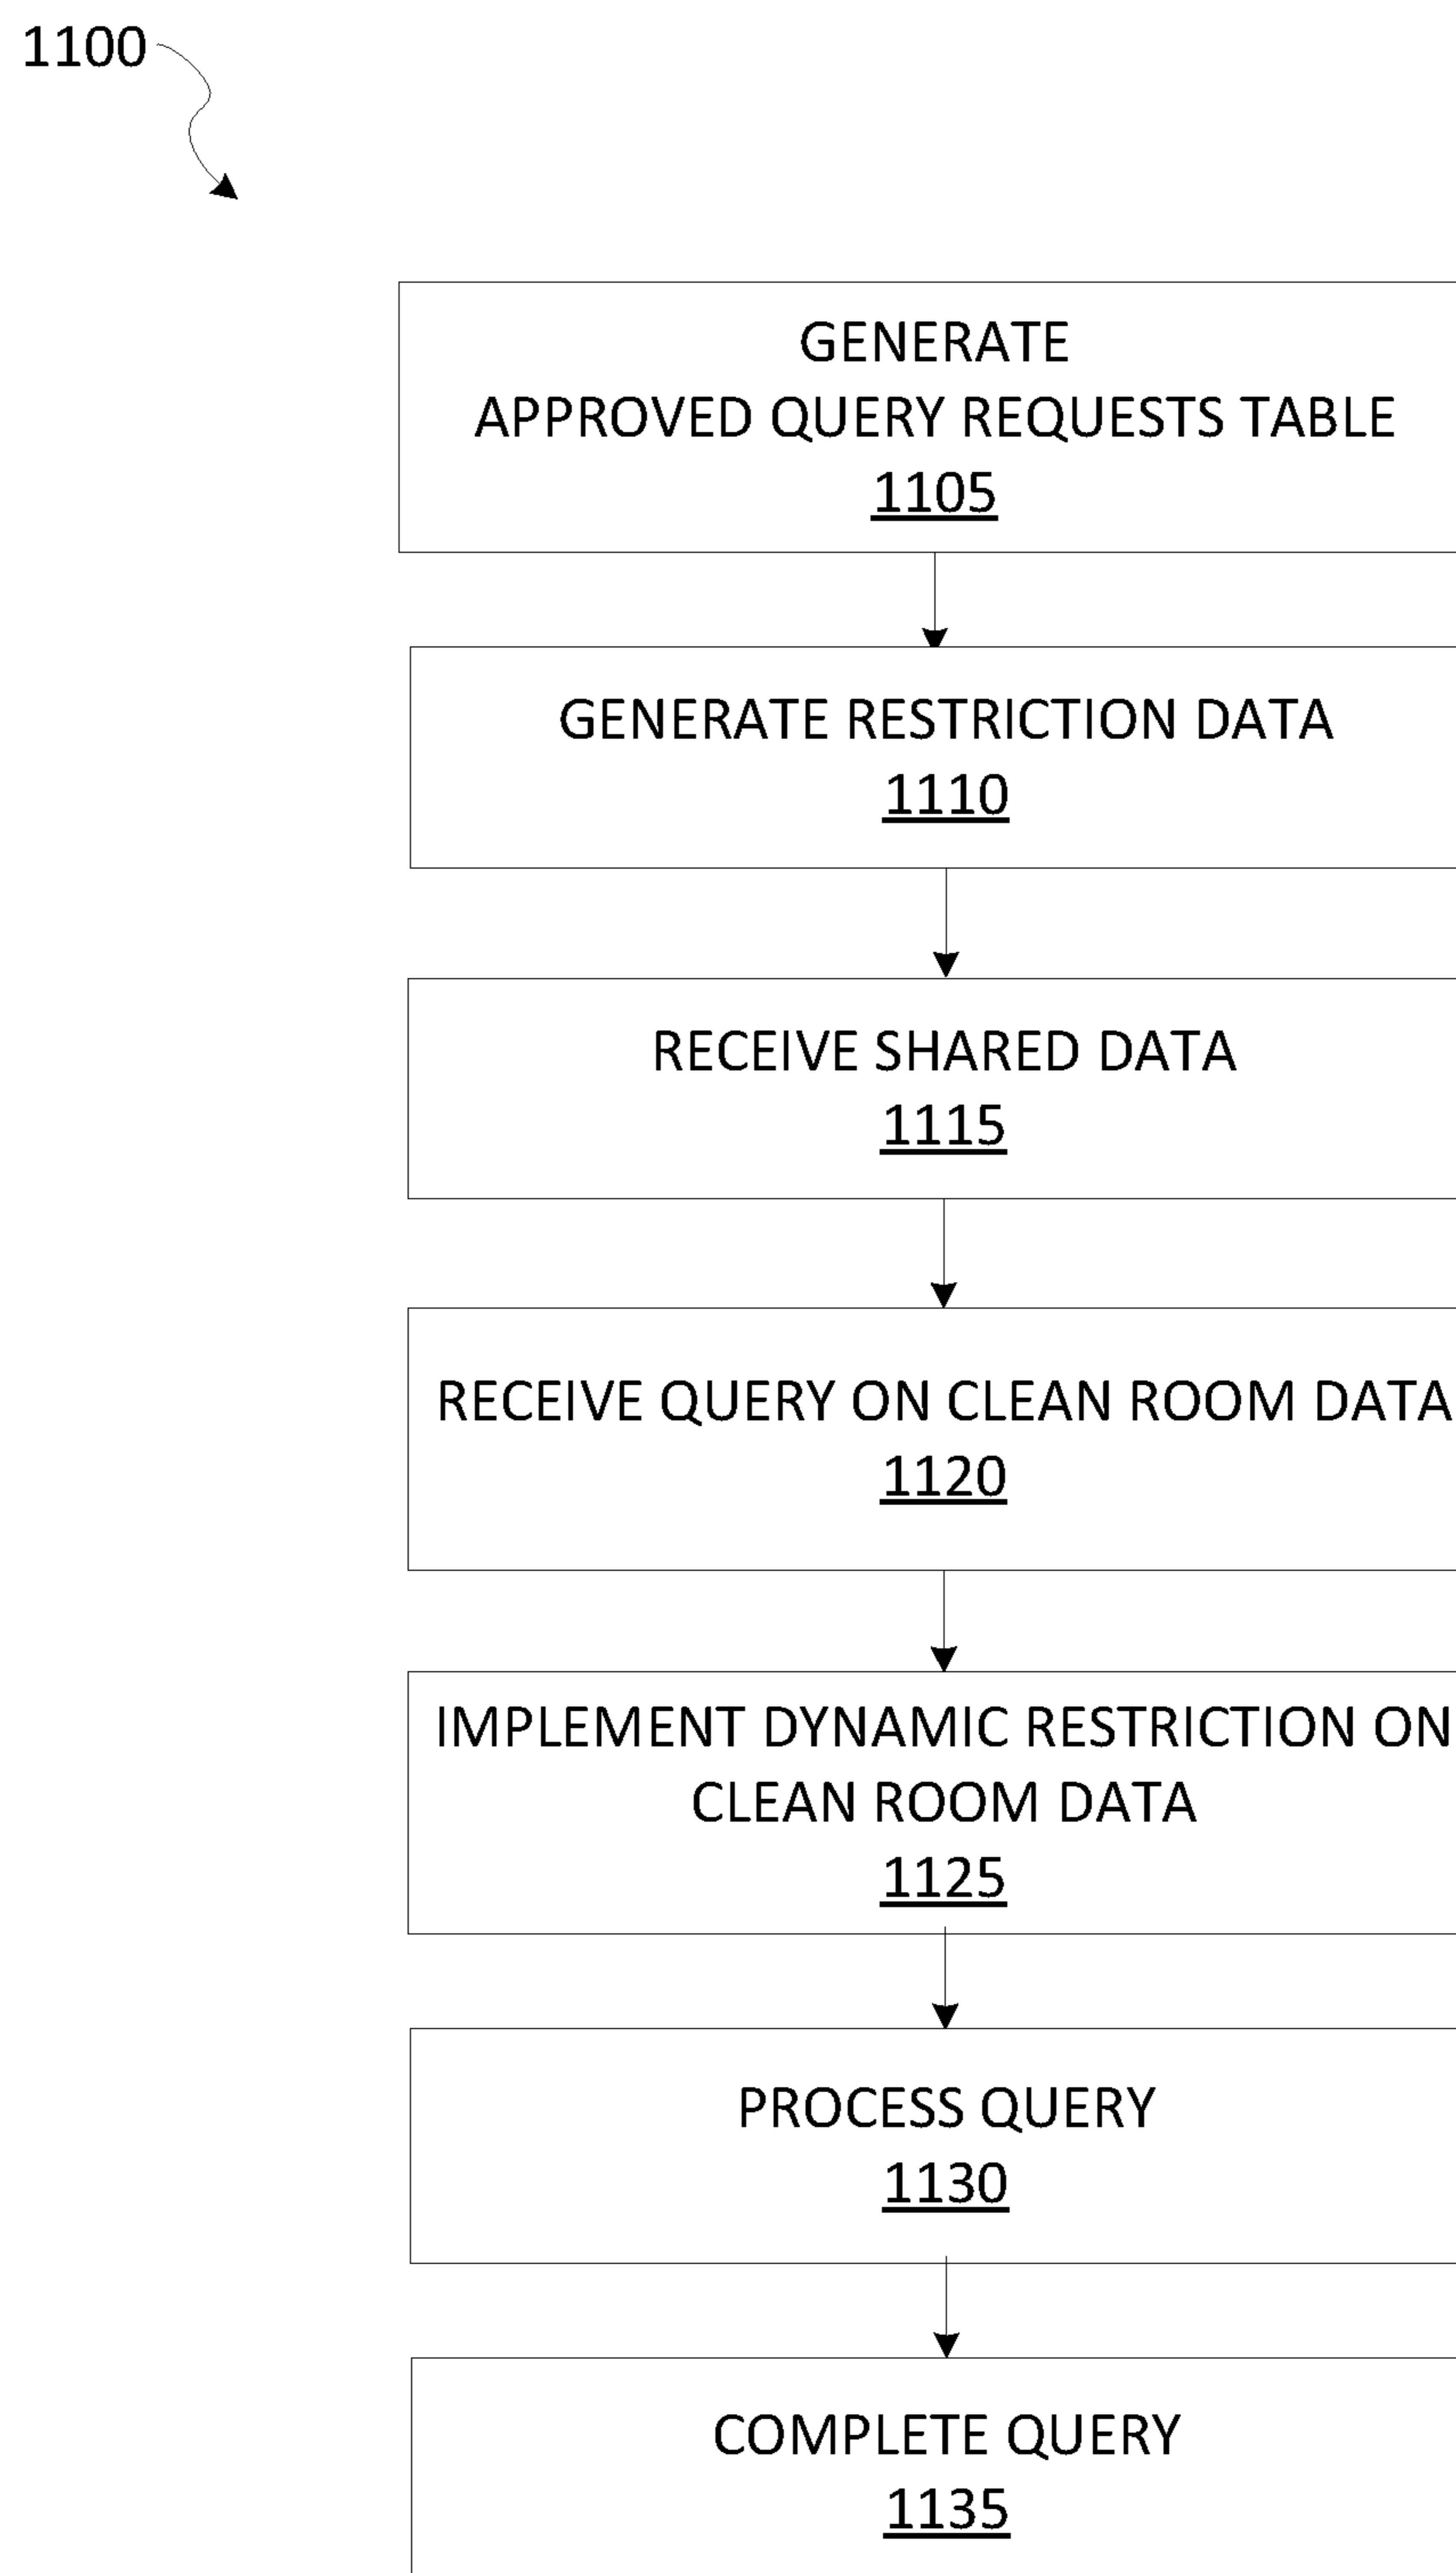 1100
GENERATE
APPROVED QUERY REQUESTS TABLE
1105
GENERATE RESTRICTION DATA
1110
RECEIVE SHARED DATA
1115
RECEIVE QUERY ON CLEAN ROOM DATA
1120
IMPLEMENT DYNAMIC RESTRICTION ON
CLEAN ROOM DATA
1125
PROCESS QUERY
1130
COMPLETE QUERY
1135